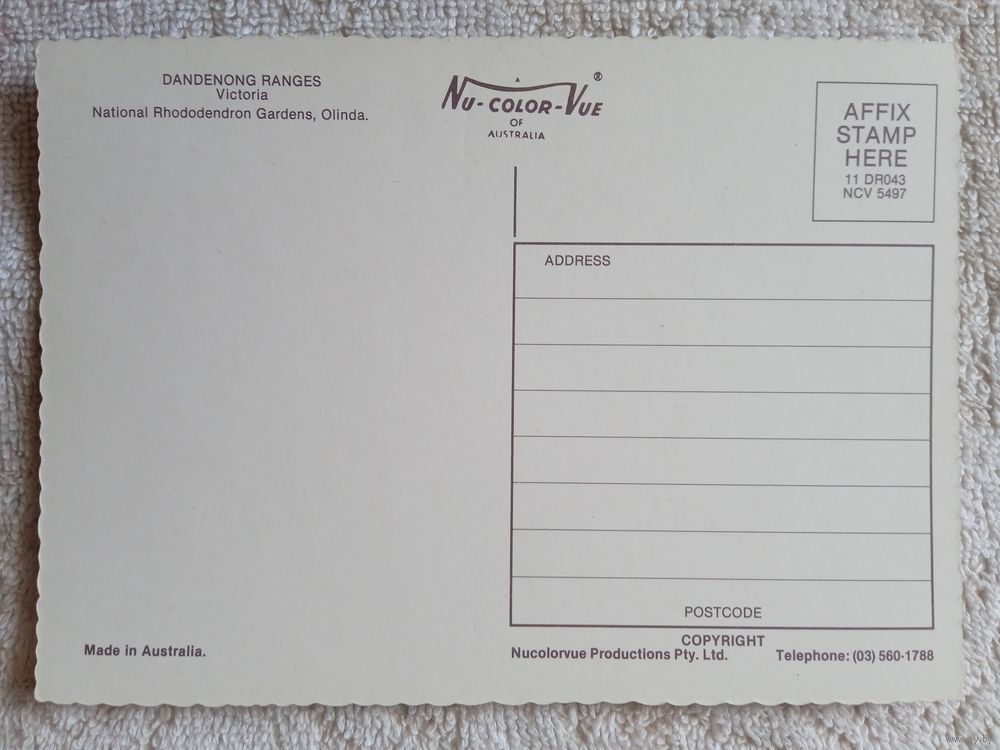 DANDENONG RANGES
Victoria
National Rhododendron Gardens, Olinda.
A
NU-COLOR-VUE ®
OF
AUSTRALIA
AFFIX
STAMP
HERE
11 DR043
NCV 5497
ADDRESS
POSTCODE
COPYRIGHT
Nucolorvue Productions Pty. Ltd. Telephone: (03) 560-1788
Made in Australia.